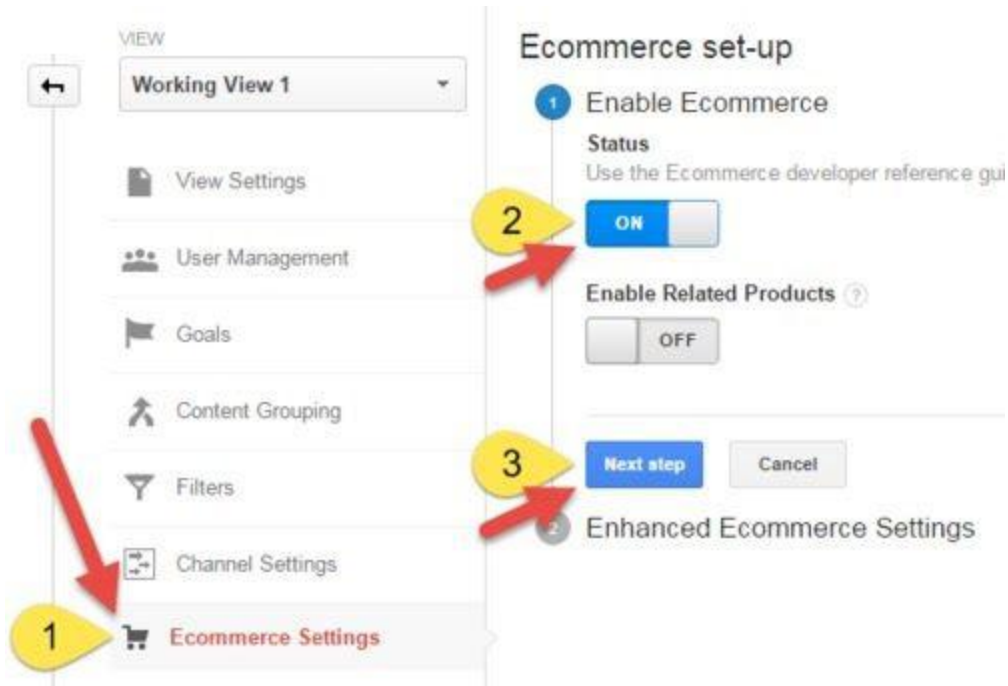 VIEW
Working View 1
View Settings
User Management
Goals
Content Grouping
Filters
Channel Settings
1
Ecommerce Settings
Ecommerce set-up
1 Enable Ecommerce
Status
Use the Ecommerce developer reference gui
2
ON
Enable Related Products ?
OFF
3
Next step Cancel
2 Enhanced Ecommerce Settings